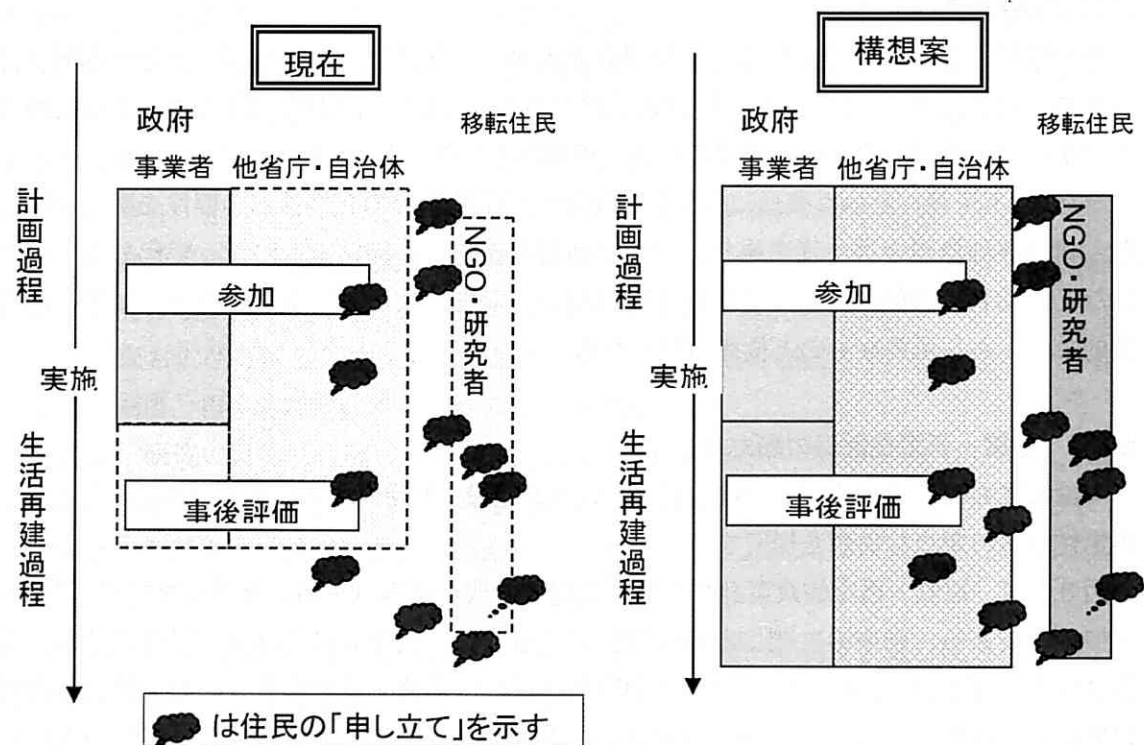 現在
政府
移転住民
事業者 他省庁・自治体
計画過程
参加
NGO・研究者
実施
生活再建過程
事後評価
構想案
政府
移転住民
事業者 他省庁・自治体
計画過程
参加
NGO・研究者
実施
生活再建過程
事後評価
は住民の「申し立て」を示す